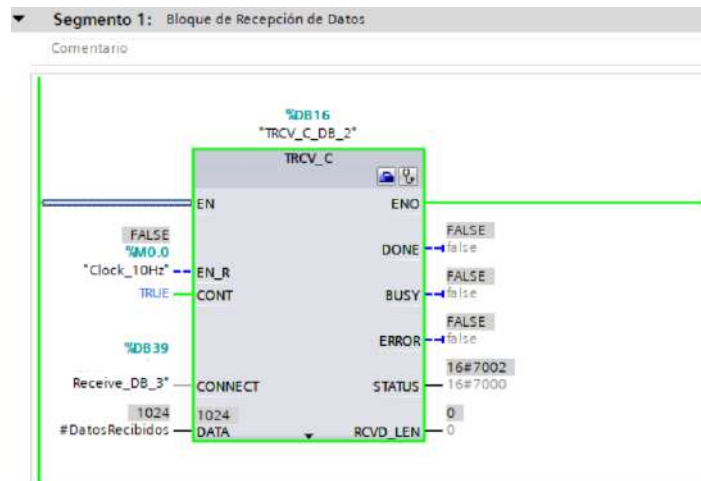 Segmento 1: Bloque de Recepción de Datos
Comentario
%DB16
"TRCV_C_DB_2"
TRCV_C
EN ENO
FALSE
%M0.0
"Clock_10Hz" EN_R
TRUE CONT
FALSE
DONE false
FALSE
BUSY false
FALSE
ERROR false
%DB39
Receive_DB_3" CONNECT
16#7002
STATUS 16#7000
1024
#DatosRecibidos
1024
DATA
0
RCVD_LEN 0